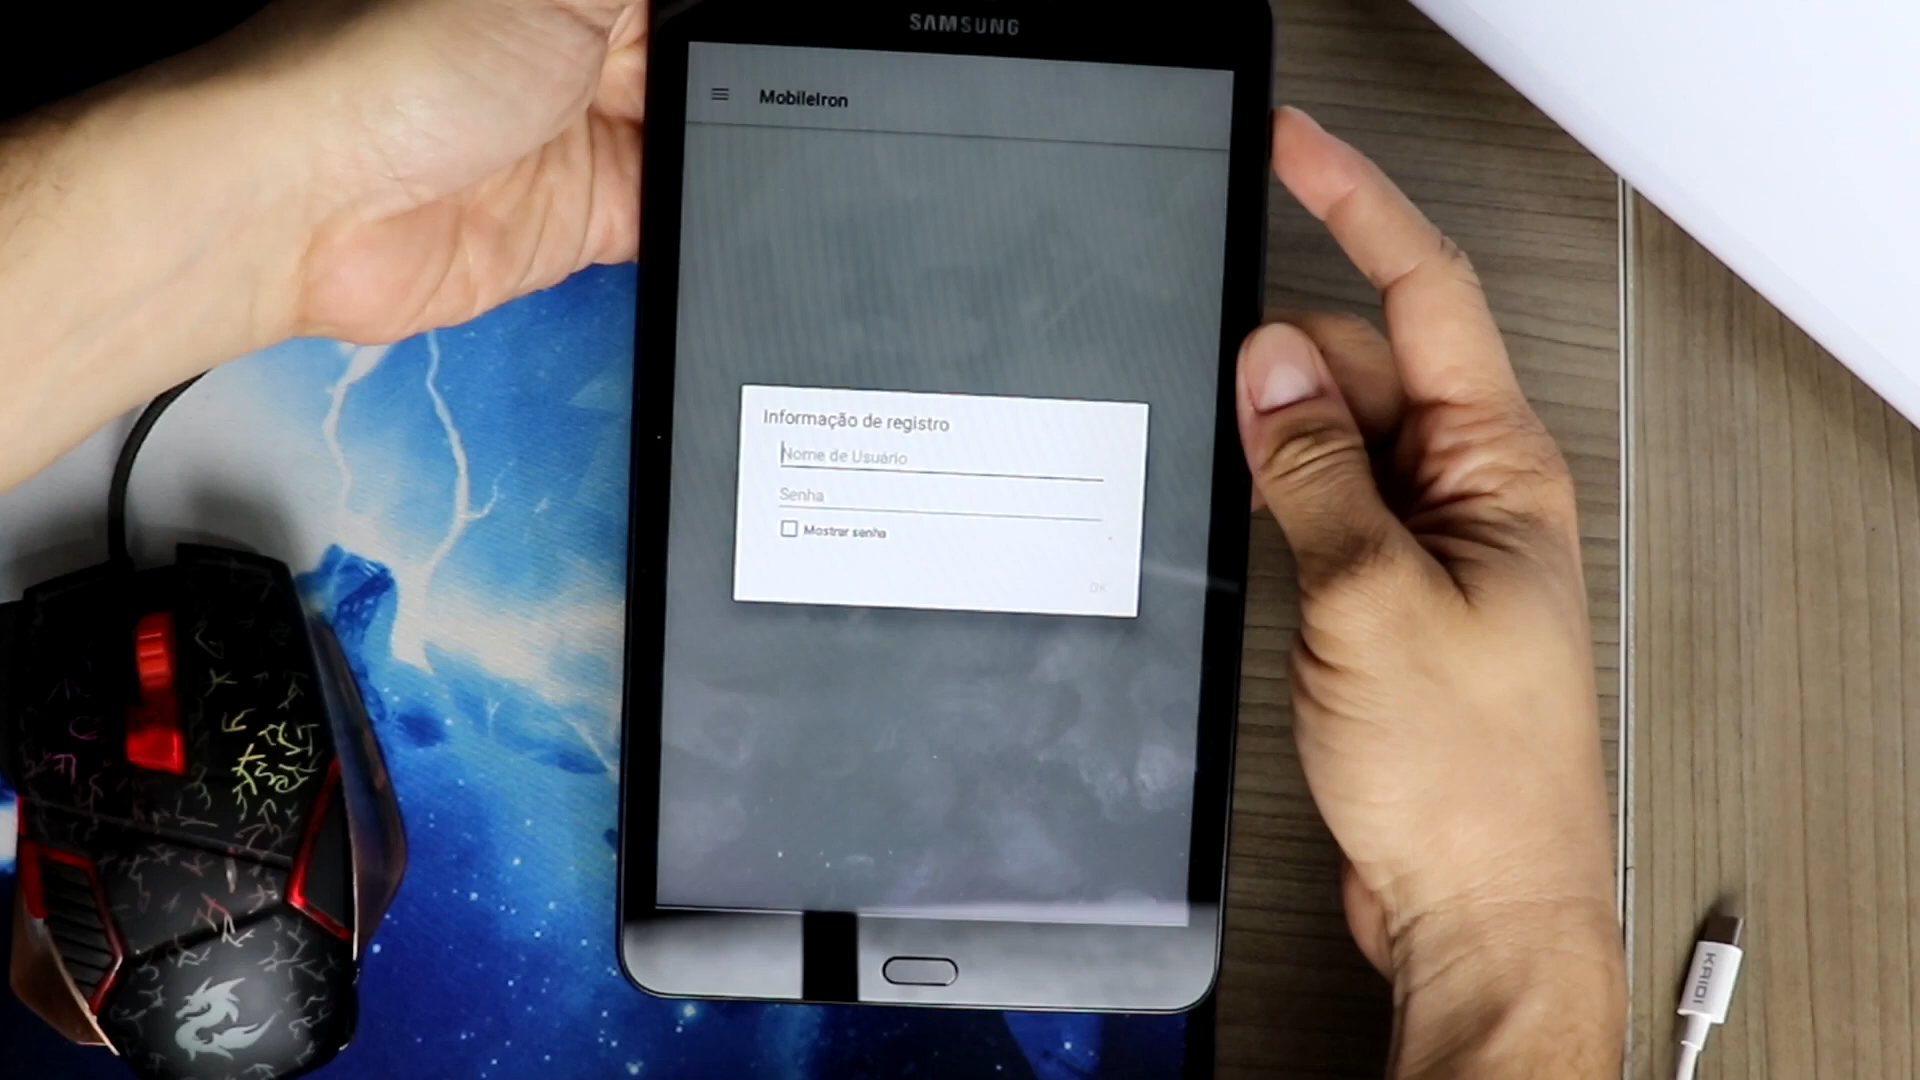 SAMSUNG
MobileIron
Informação de registro
Nome de Usuário
Senha
Mostrar senha
OK
KAIDI